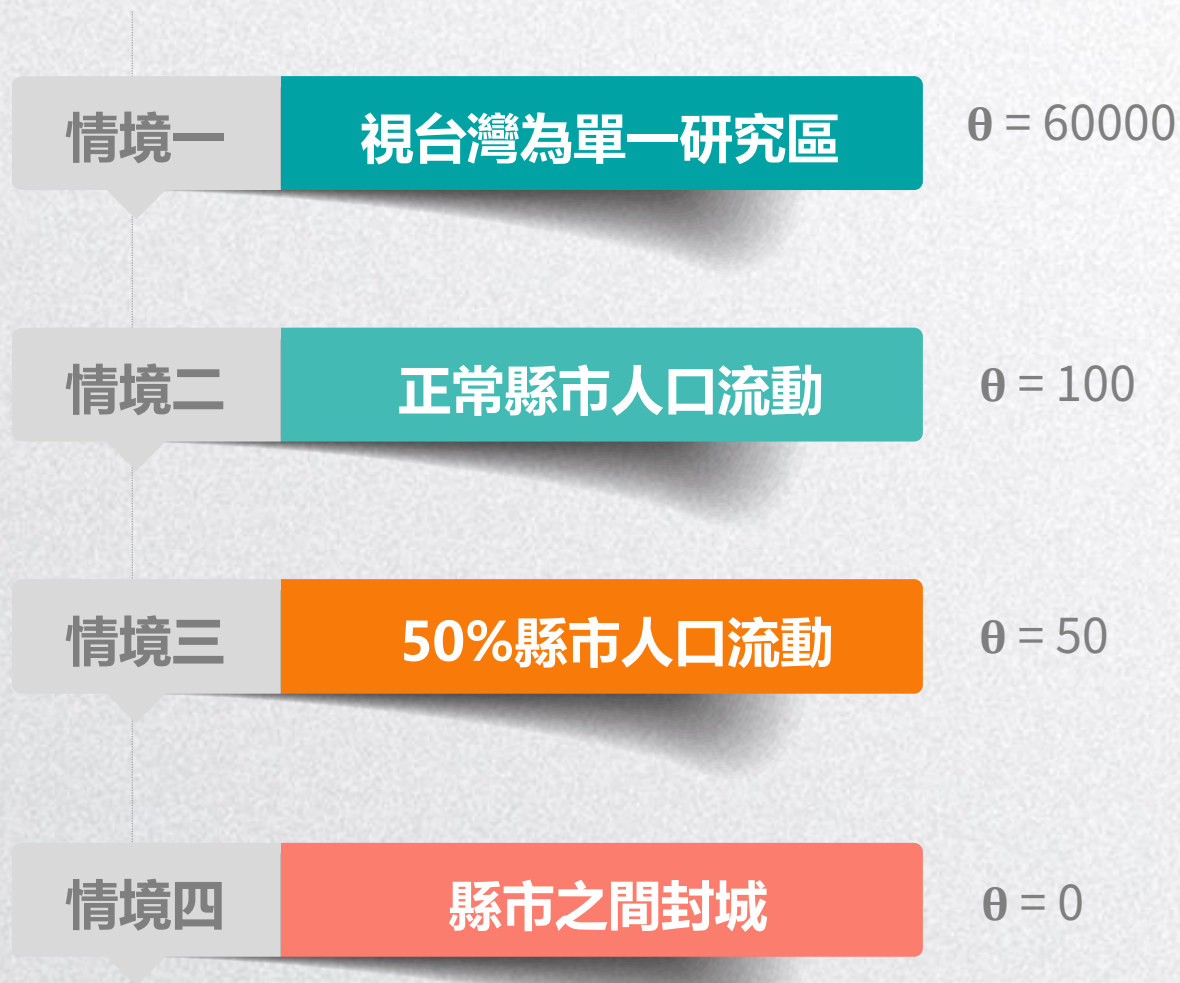 情境一 視台灣為單一研究區 θ = 60000
情境二 正常縣市人口流動 θ = 100
情境三 50%縣市人口流動 θ = 50
情境四 縣市之間封城 θ = 0